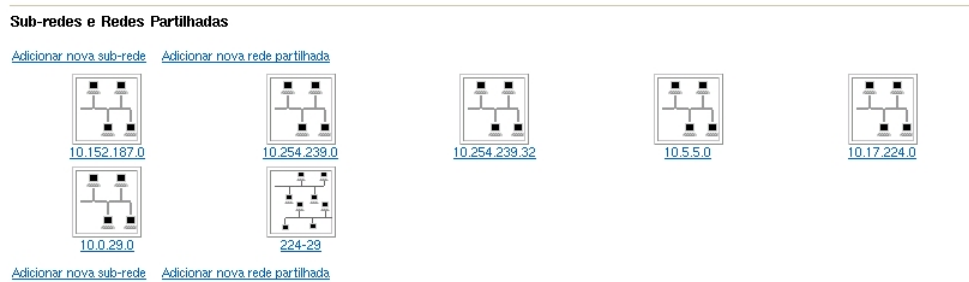 Sub-redes e Redes Partilhadas
Adicionar nova sub-rede Adicionar nova rede partilhada
10.152.187.0 10.254.239.0 10.254.239.32 10.5.5.0 10.17.224.0
10.0.29.0 224-29
Adicionar nova sub-rede Adicionar nova rede partilhada